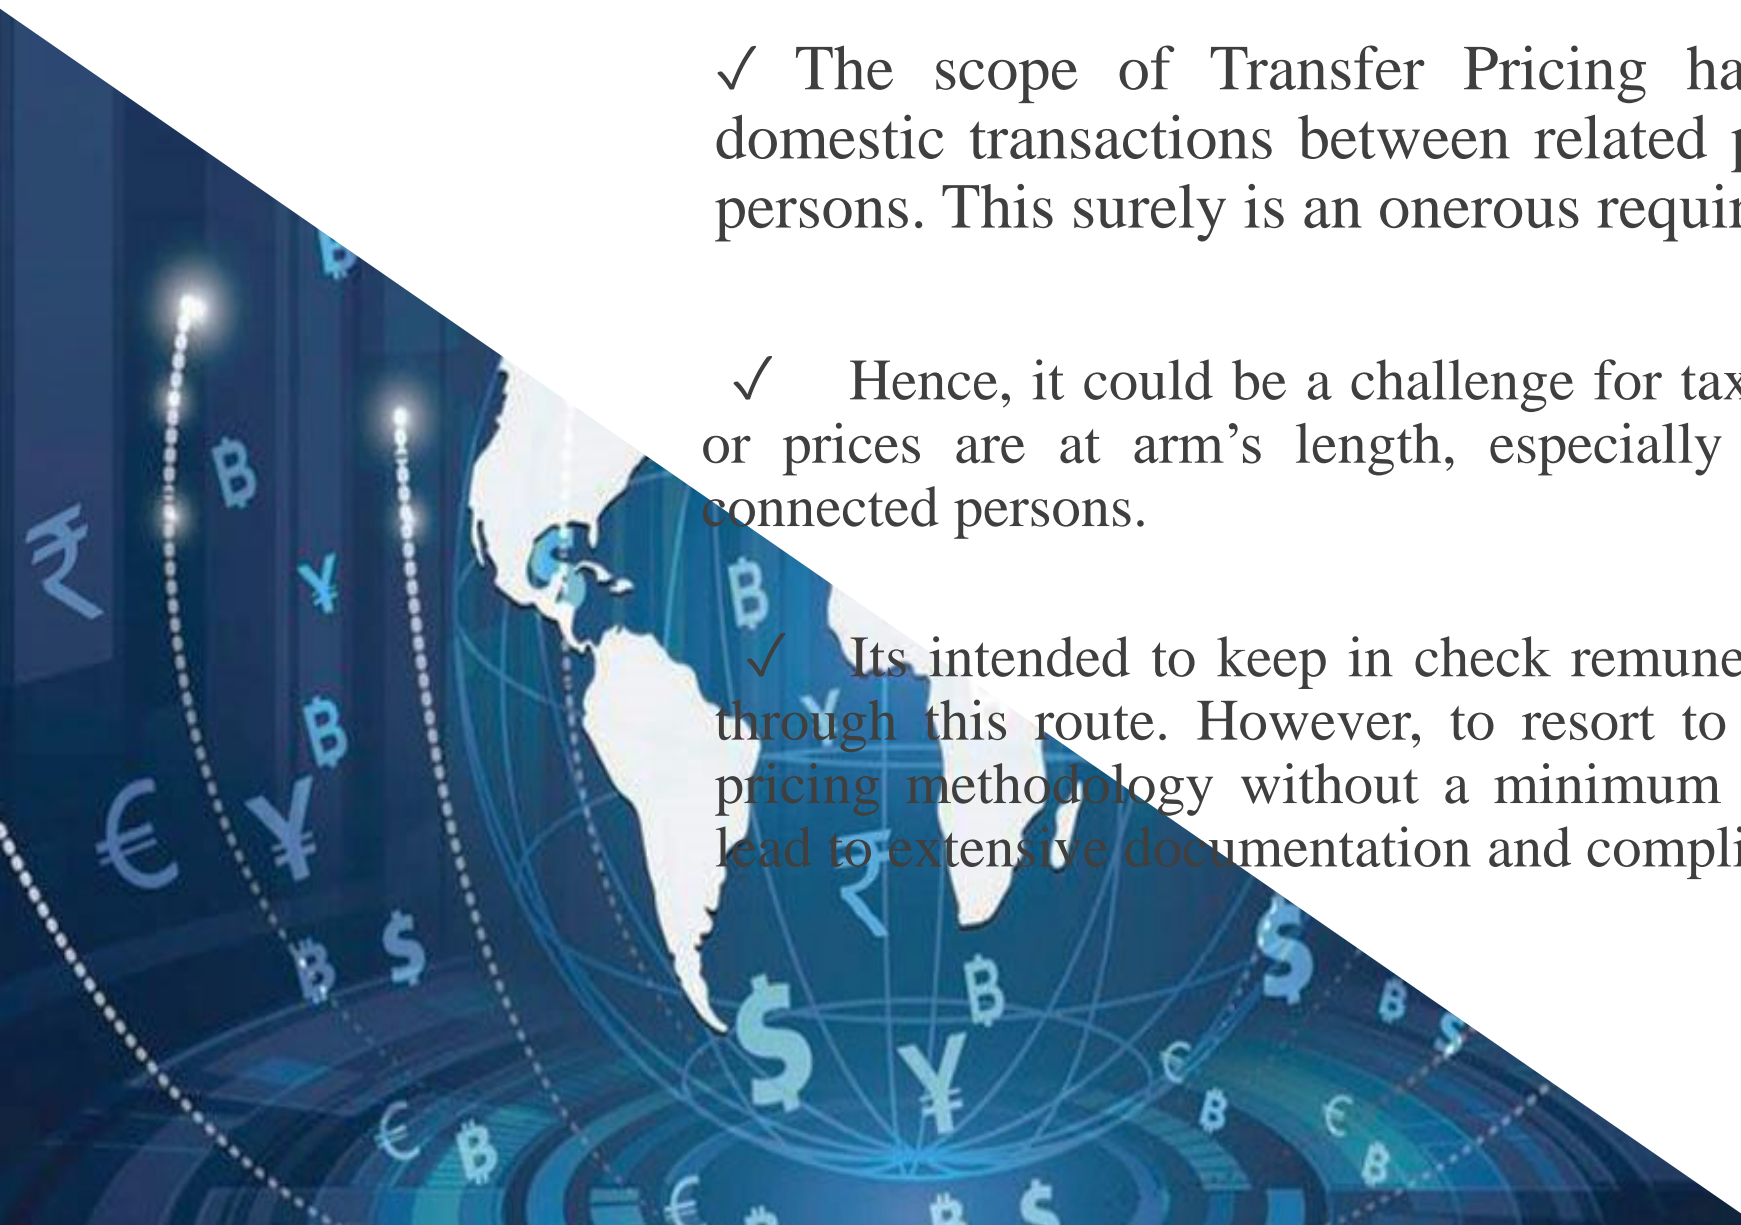 ✓ The scope of Transfer Pricing ha
domestic transactions between related p
persons. This surely is an onerous requir
✓ Hence, it could be a challenge for tax
or prices are at arm’s length, especially
connected persons.
✓ Its intended to keep in check remune
through this route. However, to resort to
pricing methodology without a minimum
lead to extensive documentation and compli